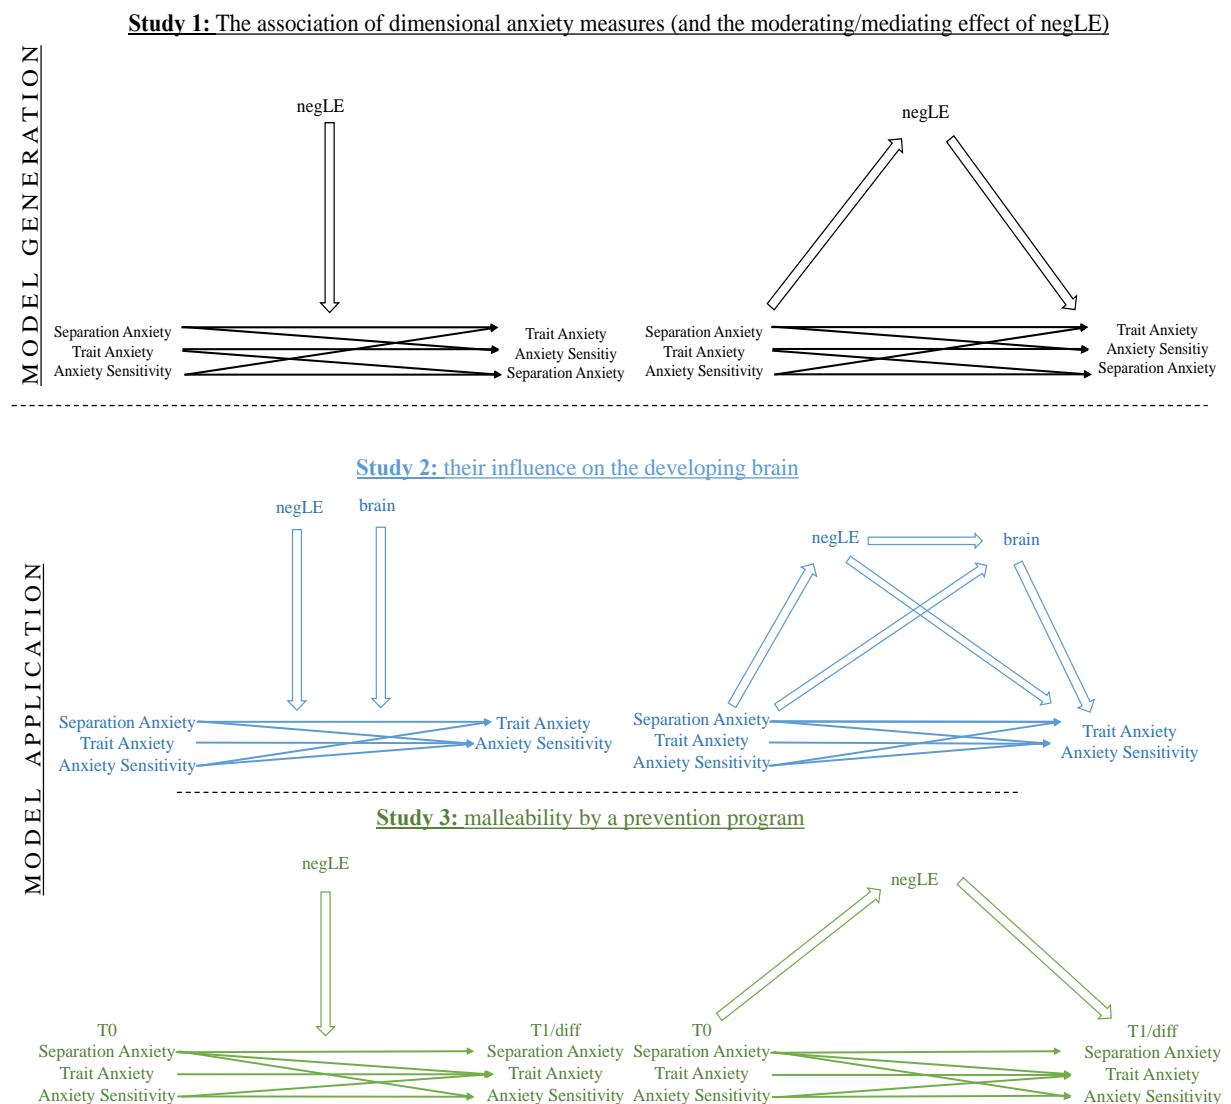 Study 1: The association of dimensional anxiety measures (and the moderating/mediating effect of negLE)
MODEL GENERATION
negLE
Separation Anxiety
Trait Anxiety
Anxiety Sensitivity
Trait Anxiety
Anxiety Sensitiy
Separation Anxiety
negLE
Separation Anxiety
Trait Anxiety
Anxiety Sensitivity
Trait Anxiety
Anxiety Sensitiy
Separation Anxiety
MODEL APPLICATION
Study 2: their influence on the developing brain
negLE
brain
Separation Anxiety
Trait Anxiety
Anxiety Sensitivity
Trait Anxiety
Anxiety Sensitivity
negLE
brain
Separation Anxiety
Trait Anxiety
Anxiety Sensitivity
Trait Anxiety
Anxiety Sensitivity
Study 3: malleability by a prevention program
negLE
T0
Separation Anxiety
Trait Anxiety
Anxiety Sensitivity
T1/diff
Separation Anxiety
Trait Anxiety
Anxiety Sensitivity
negLE
T0
Separation Anxiety
Trait Anxiety
Anxiety Sensitivity
T1/diff
Separation Anxiety
Trait Anxiety
Anxiety Sensitivity